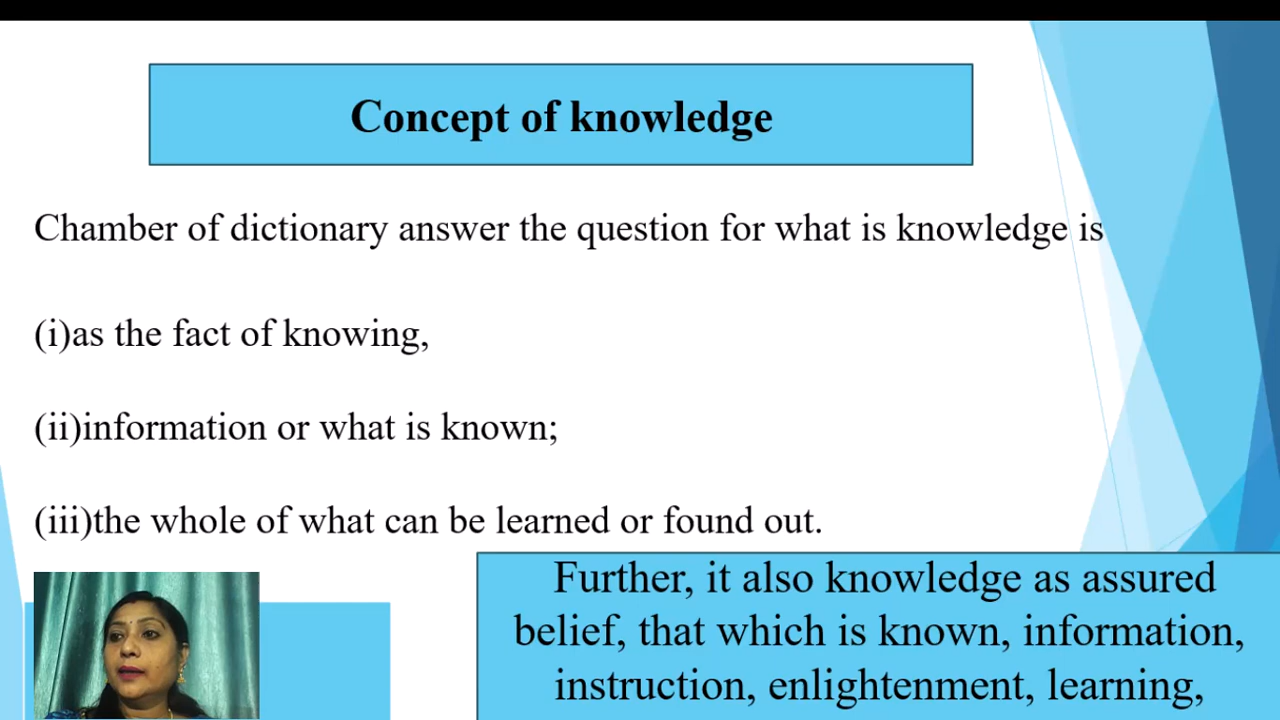 Concept of knowledge
Chamber of dictionary answer the question for what is knowledge is
(i)as the fact of knowing,
(ii)information or what is known;
(iii)the whole of what can be learned or found out.
Further, it also knowledge as assured
belief, that which is known, information,
instruction, enlightenment, learning,